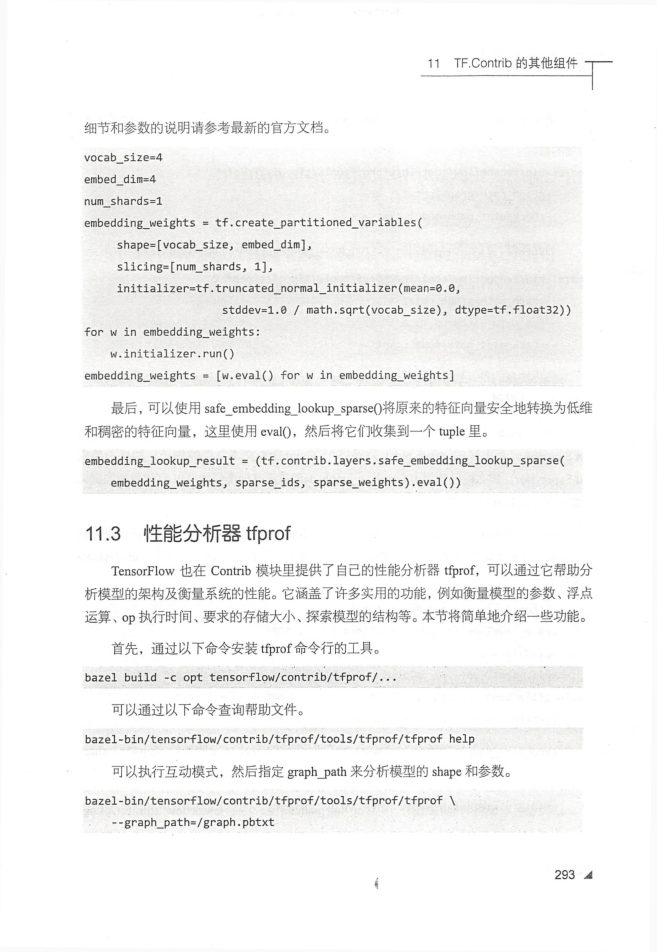 11 TF.Contrib 的其他组件
细节和参数的说明请参考最新的官方文档。
vocab_size=4
embed_dim=4
num_shards=1
embedding_weights = tf.create_partitioned_variables(
    shape=[vocab_size, embed_dim],
    slicing=[num_shards, 1],
    initializer=tf.truncated_normal_initializer(mean=0.0,
                    stddev=1.0 / math.sqrt(vocab_size), dtype=tf.float32))
for w in embedding_weights:
    w.initializer.run()
embedding_weights = [w.eval() for w in embedding_weights]
最后，可以使用 safe_embedding_lookup_sparse()将原来的特征向量安全地转换为低维
和稠密的特征向量，这里使用 eval()，然后将它们收集到一个 tuple 里。
embedding_lookup_result = (tf.contrib.layers.safe_embedding_lookup_sparse(
    embedding_weights, sparse_ids, sparse_weights).eval())
11.3 性能分析器 tfprof
TensorFlow 也在 Contrib 模块里提供了自己的性能分析器 tfprof，可以通过它帮助分
析模型的架构及衡量系统的性能。它涵盖了许多实用的功能，例如衡量模型的参数、浮点
运算、op 执行时间、要求的存储大小、探索模型的结构等。本节将简单地介绍一些功能。
首先，通过以下命令安装 tfprof 命令行的工具。
bazel build -c opt tensorflow/contrib/tfprof/...
可以通过以下命令查询帮助文件。
bazel-bin/tensorflow/contrib/tfprof/tools/tfprof/tfprof help
可以执行互动模式，然后指定 graph_path 来分析模型的 shape 和参数。
bazel-bin/tensorflow/contrib/tfprof/tools/tfprof/tfprof \
    --graph_path=/graph.pbtxt
293